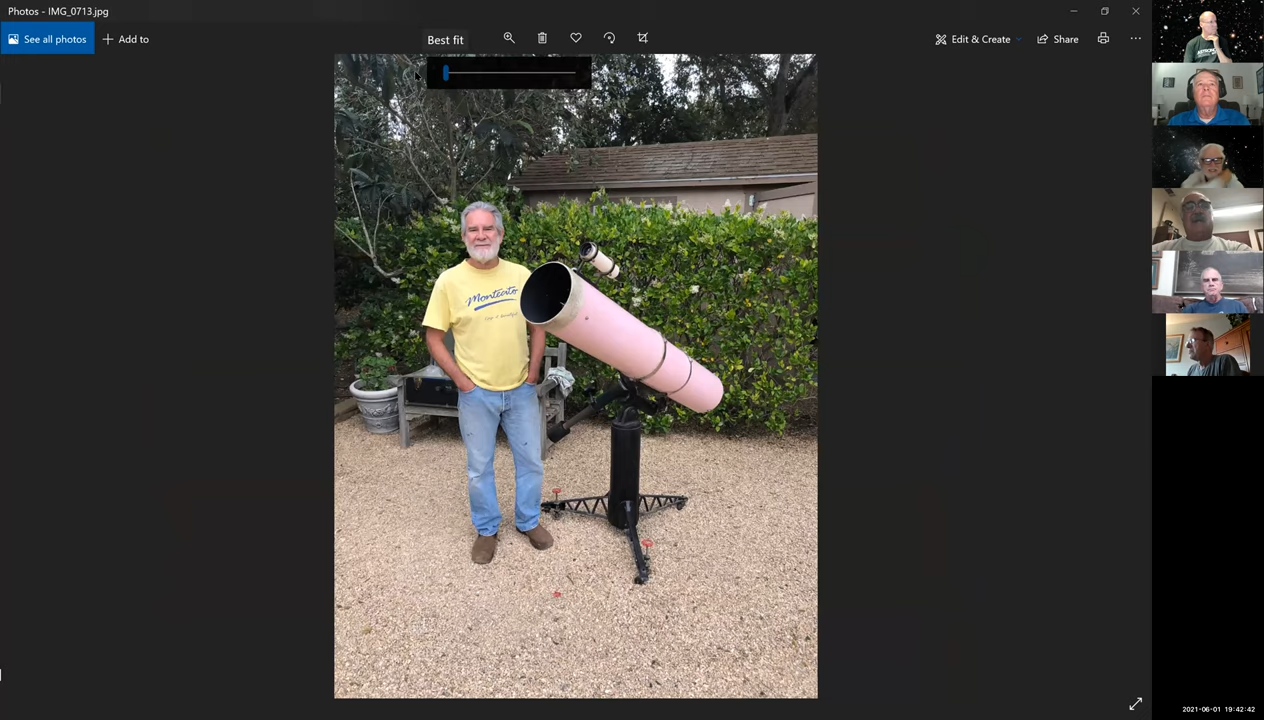 Photos - IMG_0713.jpg
See all photos
Add to
Best fit
Edit & Create
Share
Montecito
2021-06-01 19:42:42